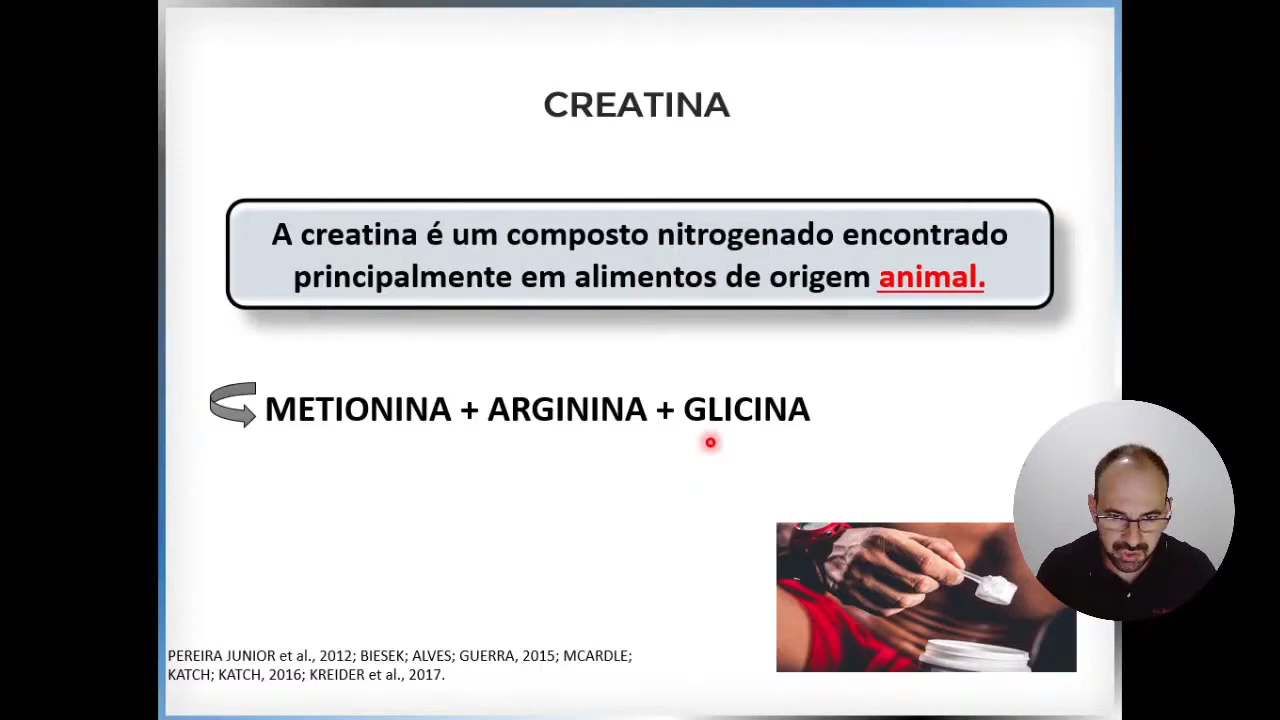 CREATINA
A creatina é um composto nitrogenado encontrado
principalmente em alimentos de origem animal.
METIONINA + ARGININA + GLICINA
PEREIRA JUNIOR et al., 2012; BIESEK; ALVES; GUERRA, 2015; MCARDLE;
KATCH; KATCH, 2016; KREIDER et al., 2017.